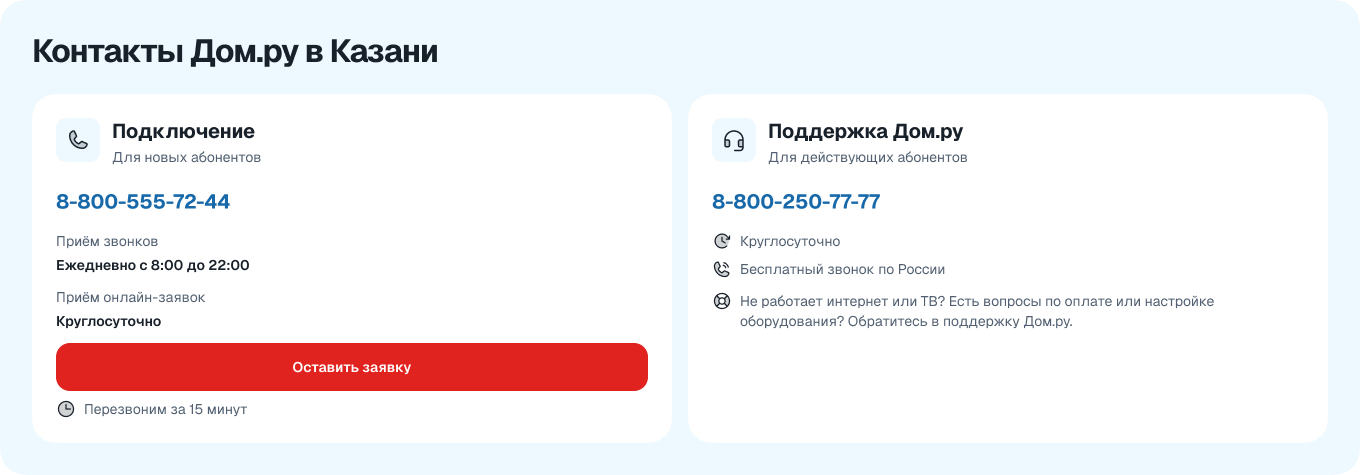 Контакты Дом.ру в Казани
Подключение
Для новых абонентов
8-800-555-72-44
Приём звонков
Ежедневно с 8:00 до 22:00
Приём онлайн-заявок
Круглосуточно
Оставить заявку
Перезвоним за 15 минут
Поддержка Дом.ру
Для действующих абонентов
8-800-250-77-77
Круглосуточно
Бесплатный звонок по России
Не работает интернет или ТВ? Есть вопросы по оплате или настройке
оборудования? Обратитесь в поддержку Дом.ру.